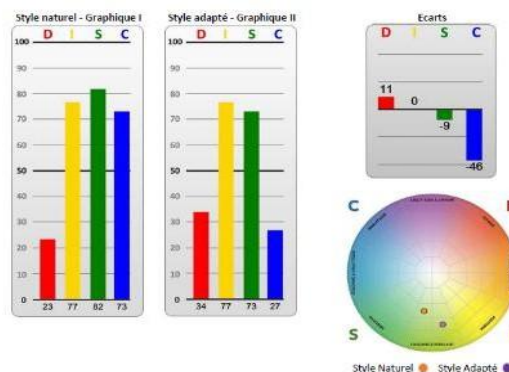 Style naturel - Graphique I
D I S C
100
90
80
70
60
50
40
30
20
10
0
23 77 82 73
Style adapté - Graphique II
D I S C
100
90
80
70
60
50
40
30
20
10
0
34 77 73 27
Ecarts
D I S C
11 0 -9 -46
C
S
Style Naturel Style Adapté